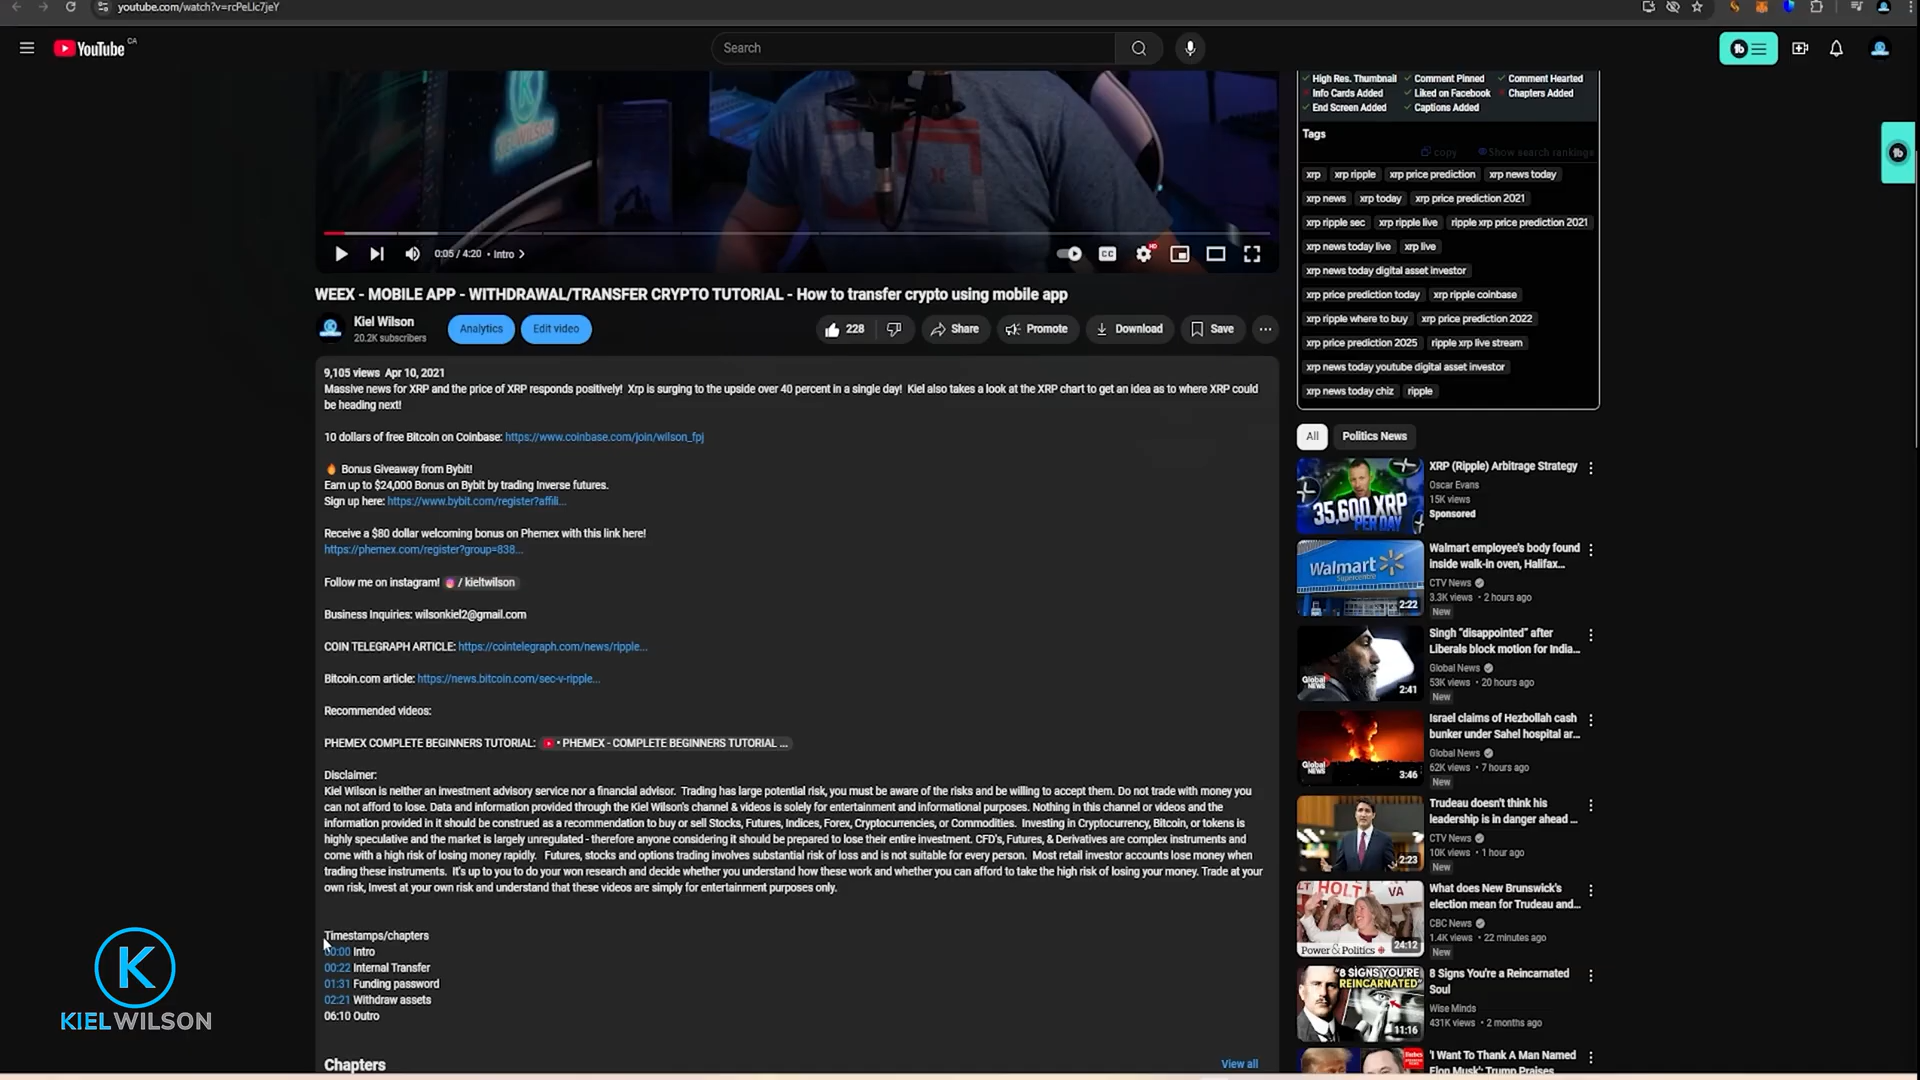 youtube.com/watch?v=rcPeLlc7jeY
YouTube CA
Search
KIEL WILSON
0:05 / 4:20 • Intro >
CC
HD
WEEX - MOBILE APP - WITHDRAWAL/TRANSFER CRYPTO TUTORIAL - How to transfer crypto using mobile app
Kiel Wilson
20.2K subscribers
Analytics
Edit video
228
Share
Promote
Download
Save
9,105 views Apr 10, 2021
Massive news for XRP and the price of XRP responds positively! Xrp is surging to the upside over 40 percent in a single day! Kiel also takes a look at the XRP chart to get an idea as to where XRP could
be heading next!
10 dollars of free Bitcoin on Coinbase: https://www.coinbase.com/join/wilson_fpj
🔥 Bonus Giveaway from Bybit!
Earn up to $24,000 Bonus on Bybit by trading Inverse futures.
Sign up here: https://www.bybit.com/register?affili...
Receive a $80 dollar welcoming bonus on Phemex with this link here!
https://phemex.com/register?group=838...
Follow me on instagram! / kieltwilson
Business Inquiries: wilsonkiel2@gmail.com
COIN TELEGRAPH ARTICLE: https://cointelegraph.com/news/ripple...
Bitcoin.com article: https://news.bitcoin.com/sec-v-ripple...
Recommended videos:
PHEMEX COMPLETE BEGINNERS TUTORIAL: • PHEMEX - COMPLETE BEGINNERS TUTORIAL ...
Disclaimer:
Kiel Wilson is neither an investment advisory service nor a financial advisor. Trading has large potential risk, you must be aware of the risks and be willing to accept them. Do not trade with money you
can not afford to lose. Data and information provided through the Kiel Wilson's channel & videos is solely for entertainment and informational purposes. Nothing in this channel or videos and the
information provided in it should be construed as a recommendation to buy or sell Stocks, Futures, Indices, Forex, Cryptocurrencies, or Commodities. Investing in Cryptocurrency, Bitcoin, or tokens is
highly speculative and the market is largely unregulated - therefore anyone considering it should be prepared to lose their entire investment. CFD's, Futures, & Derivatives are complex instruments and
come with a high risk of losing money rapidly. Futures, stocks and options trading involves substantial risk of loss and is not suitable for every person. Most retail investor accounts lose money when
trading these instruments. It's up to you to do your won research and decide whether you understand how these work and whether you can afford to take the high risk of losing your money. Trade at your
own risk, Invest at your own risk and understand that these videos are simply for entertainment purposes only.
Timestamps/chapters
00:00 Intro
00:22 Internal Transfer
01:31 Funding password
02:21 Withdraw assets
06:10 Outro
Chapters
View all
High Res. Thumbnail Comment Pinned Comment Hearted
Info Cards Added Liked on Facebook Chapters Added
End Screen Added Captions Added
Tags
copy Show search rankings
xrp xrp ripple xrp price prediction xrp news today
xrp news xrp today xrp price prediction 2021
xrp ripple sec xrp ripple live ripple xrp price prediction 2021
xrp news today live xrp live
xrp news today digital asset investor
xrp price prediction today xrp ripple coinbase
xrp ripple where to buy xrp price prediction 2022
xrp price prediction 2025 ripple xrp live stream
xrp news today youtube digital asset investor
xrp news today chiz ripple
All
Politics News
35,600 XRP
PER DAY
XRP (Ripple) Arbitrage Strategy
Oscar Evans
15K views
Sponsored
Walmart
Supercentre
2:22
Walmart employee's body found
inside walk-in oven, Halifax...
CTV News
3.3K views • 2 hours ago
New
Global
NEWS
2:41
Singh "disappointed" after
Liberals block motion for India...
Global News
53K views • 20 hours ago
New
Global
NEWS
3:46
Israel claims of Hezbollah cash
bunker under Sahel hospital ar...
Global News
62K views • 7 hours ago
New
2:23
Trudeau doesn't think his
leadership is in danger ahead ...
CTV News
10K views • 1 hour ago
New
LT HOLT VA
Power & Politics
24:12
What does New Brunswick's
election mean for Trudeau and...
CBC News
1.4K views • 22 minutes ago
New
"8 SIGNS YOU'RE
REINCARNATED"
11:16
8 Signs You're a Reincarnated
Soul
Wise Minds
431K views • 2 months ago
Forbes
'I Want To Thank A Man Named
Elon Musk': Trump Praises
K
KIEL WILSON